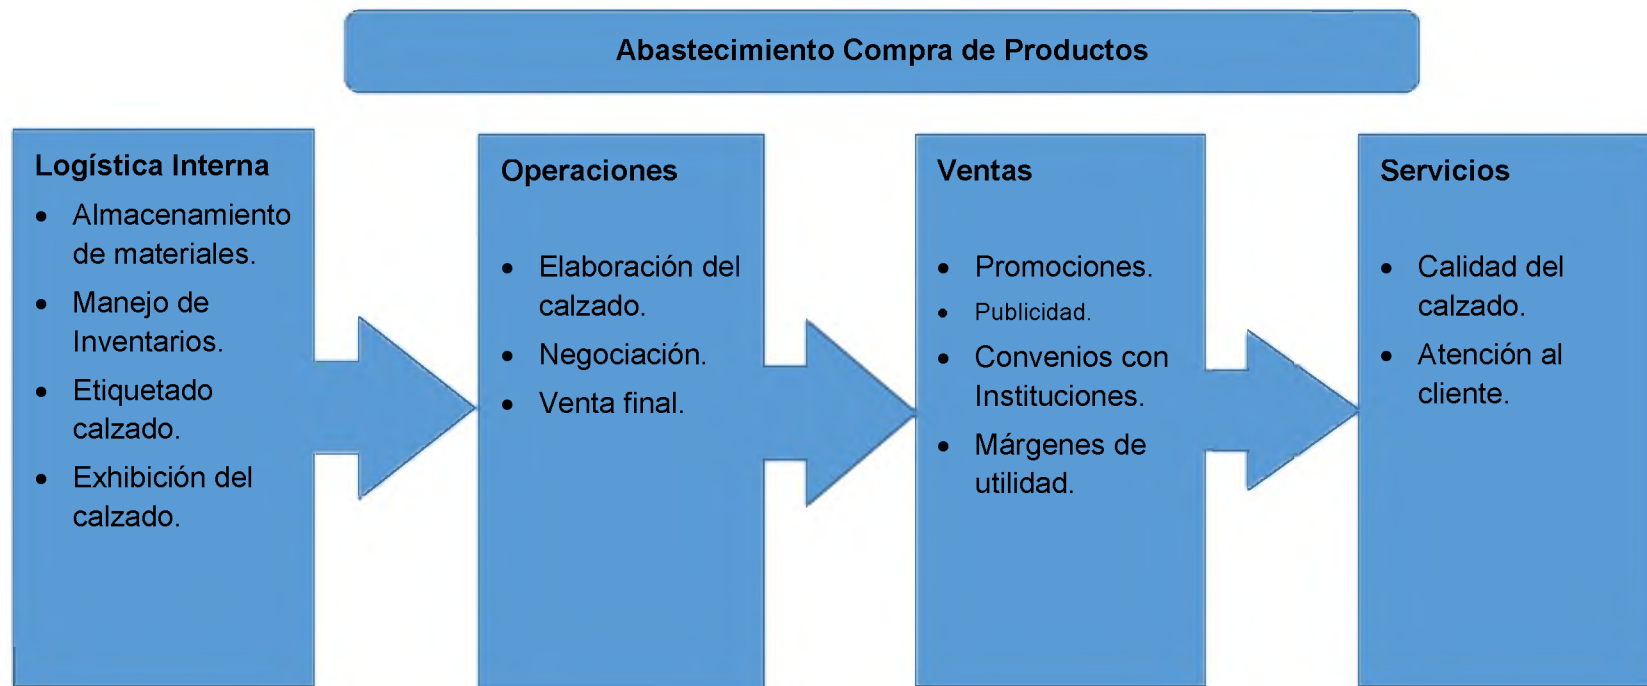 Abastecimiento Compra de Productos
Logística Interna
• Almacenamiento
de materiales.
• Manejo de
Inventarios.
• Etiquetado
calzado.
• Exhibición del
calzado.
Operaciones
• Elaboración del
calzado.
• Negociación.
• Venta final.
Ventas
• Promociones.
• Publicidad.
• Convenios con
Instituciones.
• Márgenes de
utilidad.
Servicios
• Calidad del
calzado.
• Atención al
cliente.